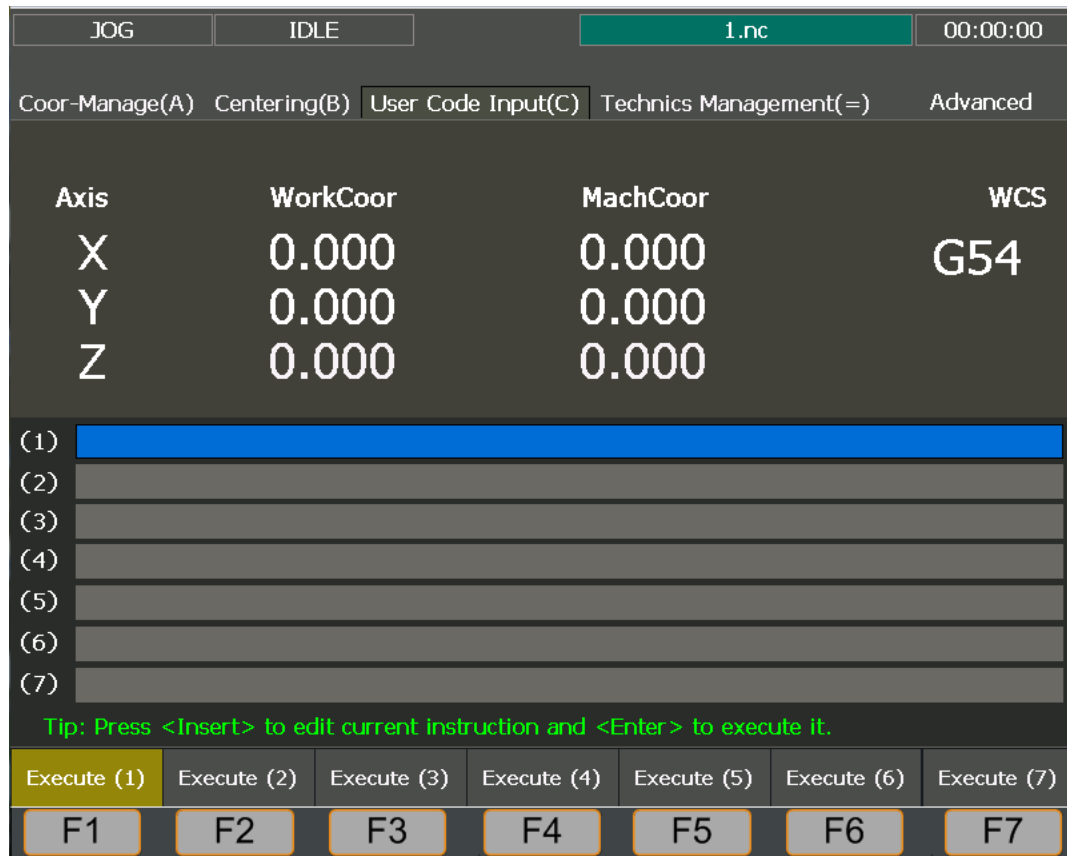 JOG IDLE 1.nc 00:00:00
Coor-Manage(A) Centering(B) User Code Input(C) Technics Management(=) Advanced
Axis WorkCoor MachCoor WCS
X 0.000 0.000 G54
Y 0.000 0.000
Z 0.000 0.000
(1)
(2)
(3)
(4)
(5)
(6)
(7)
Tip: Press <Insert> to edit current instruction and <Enter> to execute it.
Execute (1) Execute (2) Execute (3) Execute (4) Execute (5) Execute (6) Execute (7)
F1 F2 F3 F4 F5 F6 F7